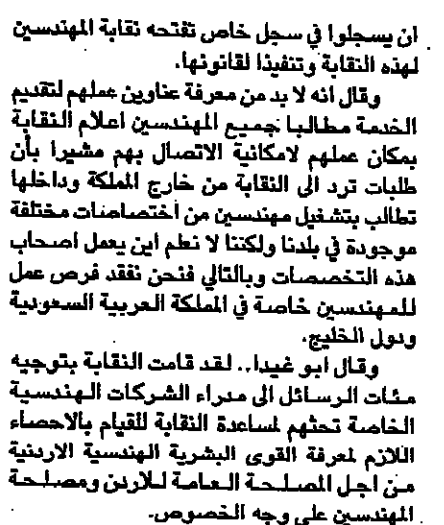 ان يسجلوا في سجل خاص تفتحه نقابة المهندسين
لهذه النقابة وتنفيذا لقانونها.
وقال انه لا بد من معرفة عناوين عملهم لتقديم
الخدمة مطالبا جميع المهندسين اعلام النقابة
بمكان عملهم لامكانية الاتصال بهم مشيرا بأن
طلبات ترد الى النقابة من خارج المملكة وداخلها
تطالب بتشغيل مهندسين من أختصاصات مختلفة
موجودة في بلدنا ولكننا لا نعلم اين يعمل اصحاب
هذه التخصصات وبالتالي فنحن نفقد فرص عمل
للمهندسين خاصة في المملكة العربية السعودية
ودول الخليج.
وقال ابو غيدا.. لقد قامت النقابة بتوجيه
مئات الرسائل الى مدراء الشركات الهندسية
الخاصة تحثهم لمساعدة النقابة للقيام بالاحصاء
اللازم لمعرفة القوى البشرية الهندسية الاردنية
من اجل المصلحة العامة للاردن ومصلحة
المهندسين على وجه الخصوص.